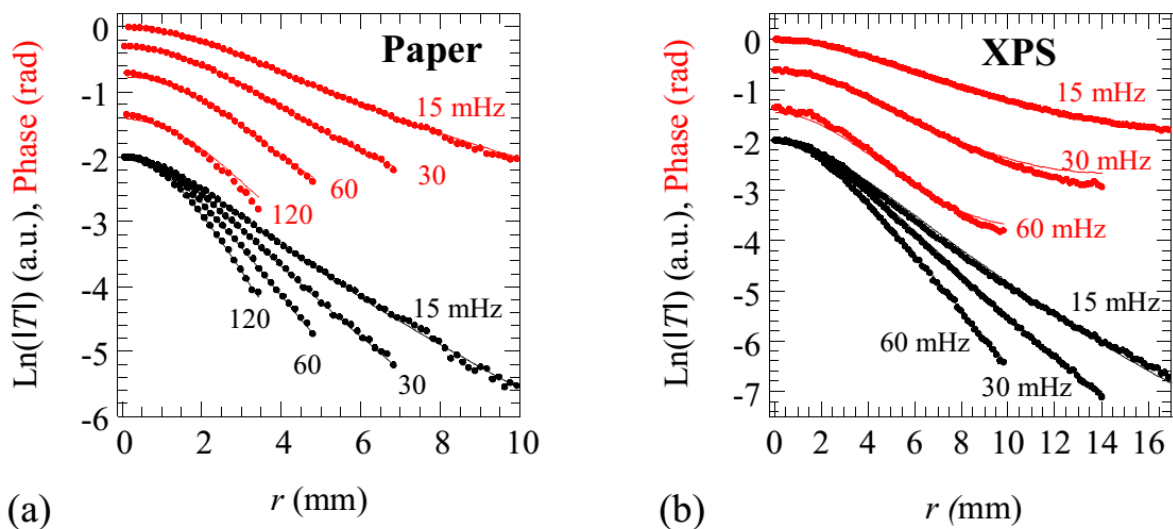 Paper
Ln(|T|) (a.u.), Phase (rad)
0
-1
-2
-3
-4
-5
-6
15 mHz
30
60
120
15 mHz
30
60
120
0 2 4 6 8 10
r (mm)
(a)
XPS
Ln(|T|) (a.u.), Phase (rad)
0
-1
-2
-3
-4
-5
-6
-7
15 mHz
30 mHz
60 mHz
15 mHz
60 mHz
30 mHz
0 2 4 6 8 10 12 14 16
r (mm)
(b)